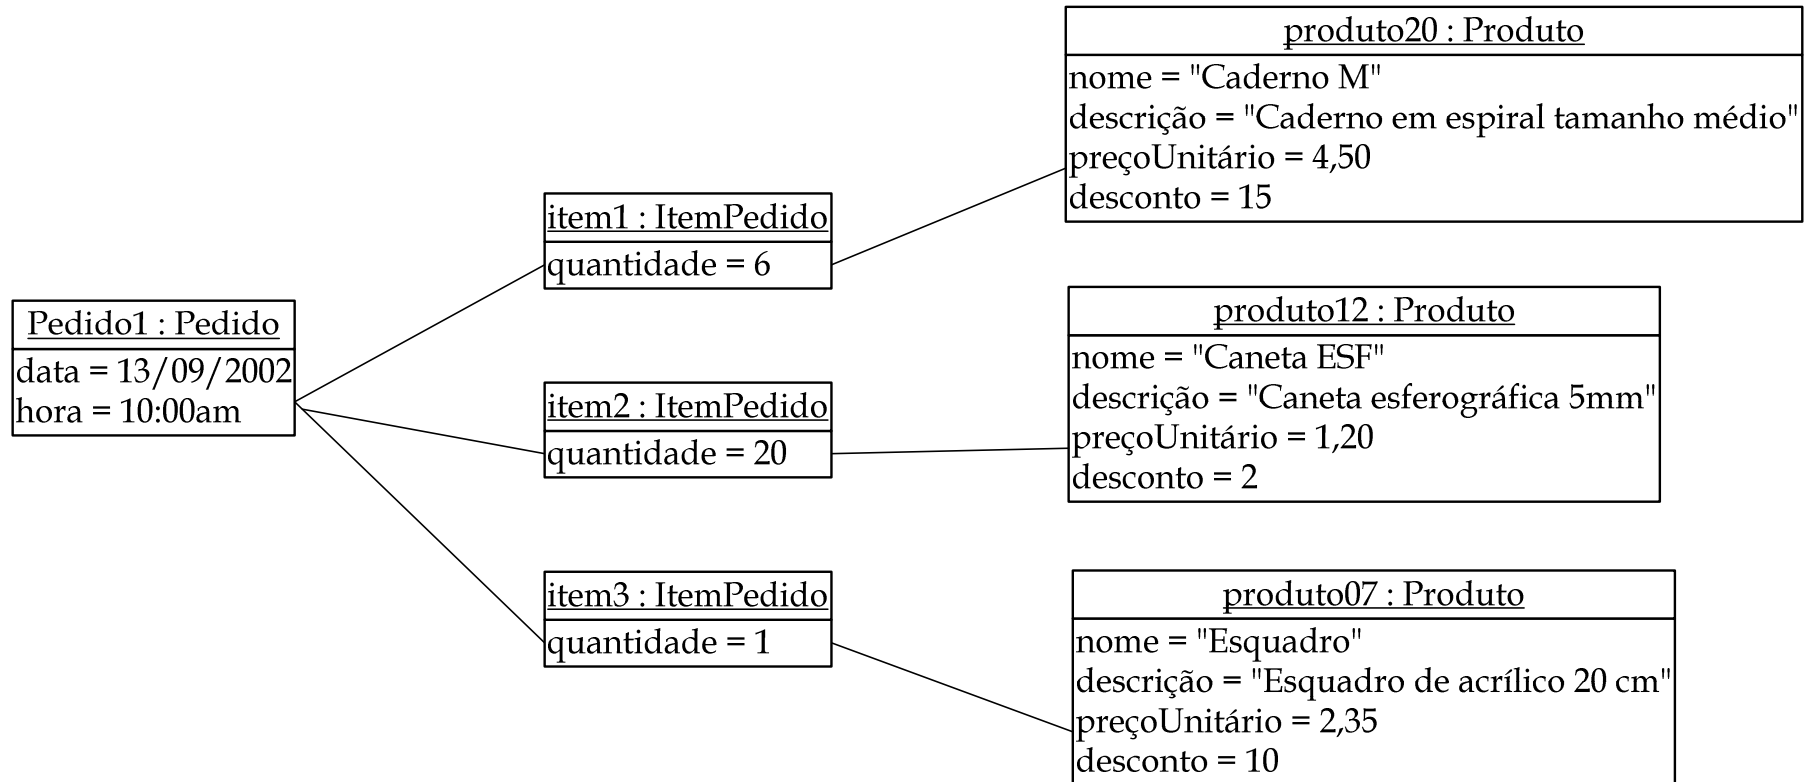 Pedido1 : Pedido
data = 13/09/2002
hora = 10:00am
item1 : ItemPedido
quantidade = 6
item2 : ItemPedido
quantidade = 20
item3 : ItemPedido
quantidade = 1
produto20 : Produto
nome = "Caderno M"
descrição = "Caderno em espiral tamanho médio"
preçoUnitário = 4,50
desconto = 15
produto12 : Produto
nome = "Caneta ESF"
descrição = "Caneta esferográfica 5mm"
preçoUnitário = 1,20
desconto = 2
produto07 : Produto
nome = "Esquadro"
descrição = "Esquadro de acrílico 20 cm"
preçoUnitário = 2,35
desconto = 10